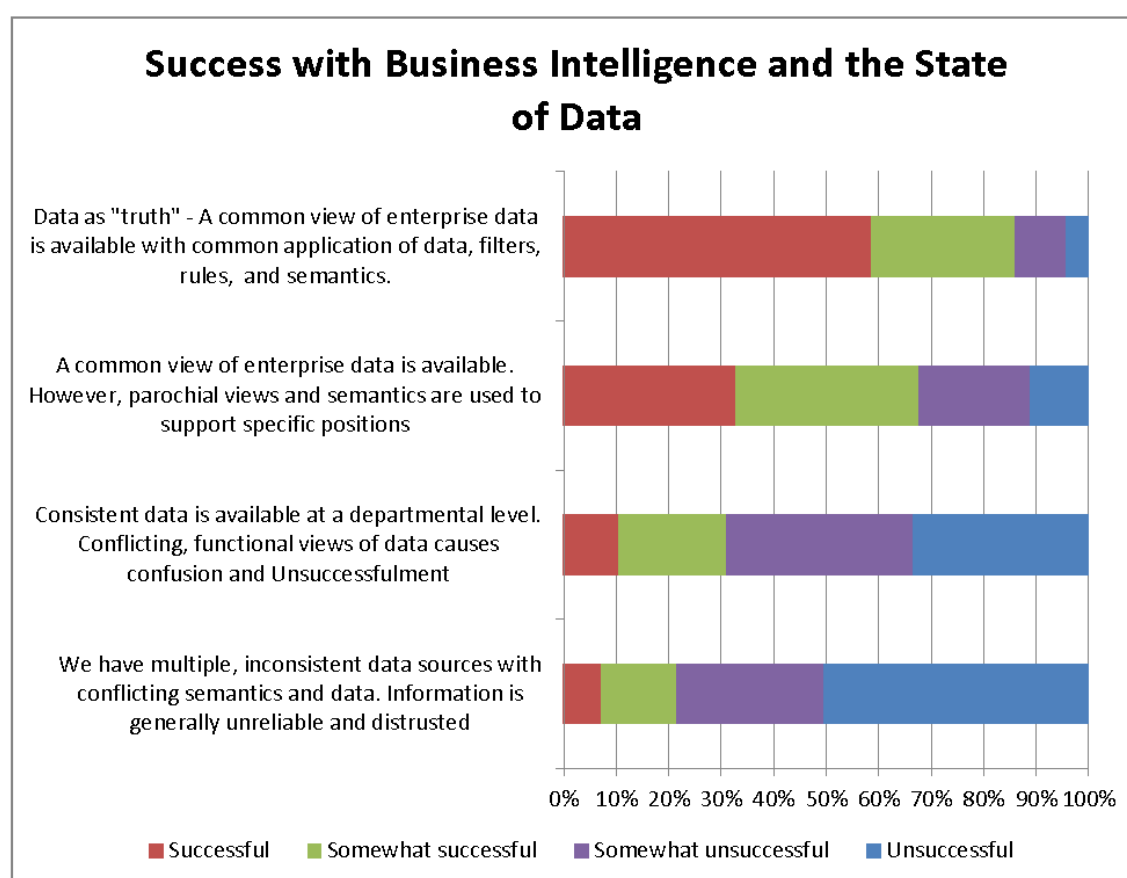 Success with Business Intelligence and the State
of Data
Data as "truth" - A common view of enterprise data
is available with common application of data, filters,
rules, and semantics.
A common view of enterprise data is available.
However, parochial views and semantics are used to
support specific positions
Consistent data is available at a departmental level.
Conflicting, functional views of data causes
confusion and Unsuccessfulment
We have multiple, inconsistent data sources with
conflicting semantics and data. Information is
generally unreliable and distrusted
0% 10% 20% 30% 40% 50% 60% 70% 80% 90% 100%
Successful Somewhat successful Somewhat unsuccessful Unsuccessful